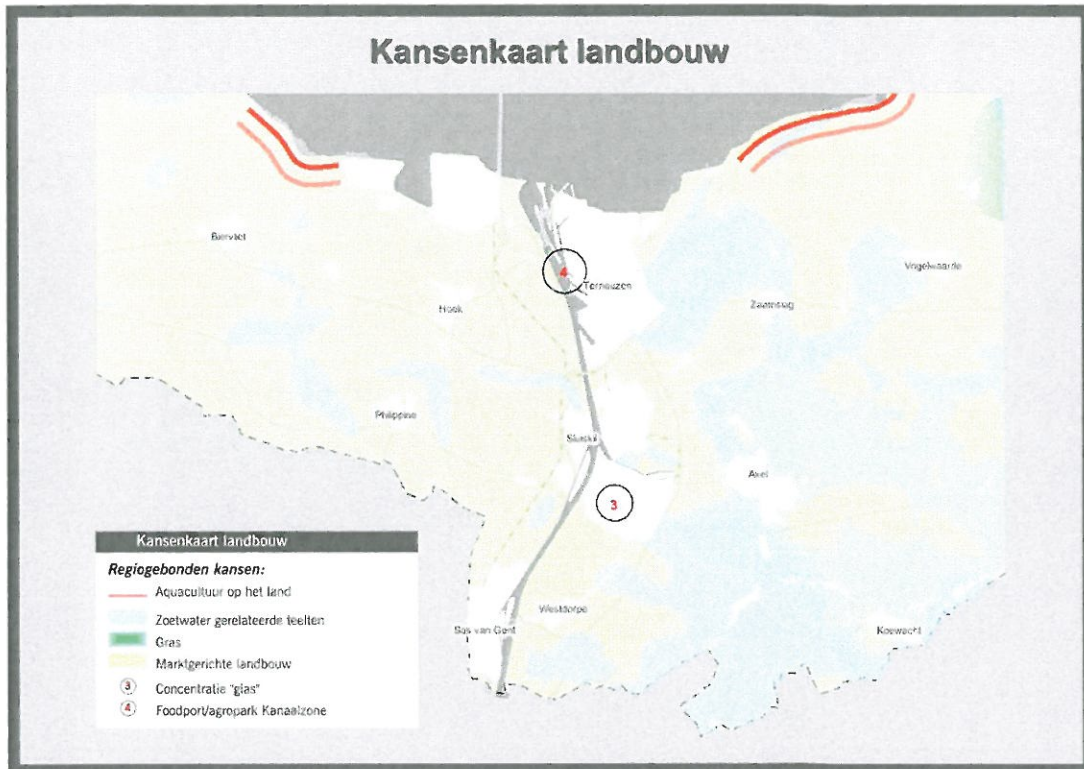 Kansenkaart landbouw
4
Biervliet
Terneuzen
Vogelwaarde
Hoek
Zaamslag
Philippine
Sluiskil
Axel
3
Kansenkaart landbouw
Regiogebonden kansen:
Aquacultuur op het land
Zoetwater gerelateerde teelten
Gras
Marktgerichte landbouw
3 Concentratie "glas"
4 Foodport/agropark Kanaalzone
Westdorpe
Sas van Gent
Koewacht